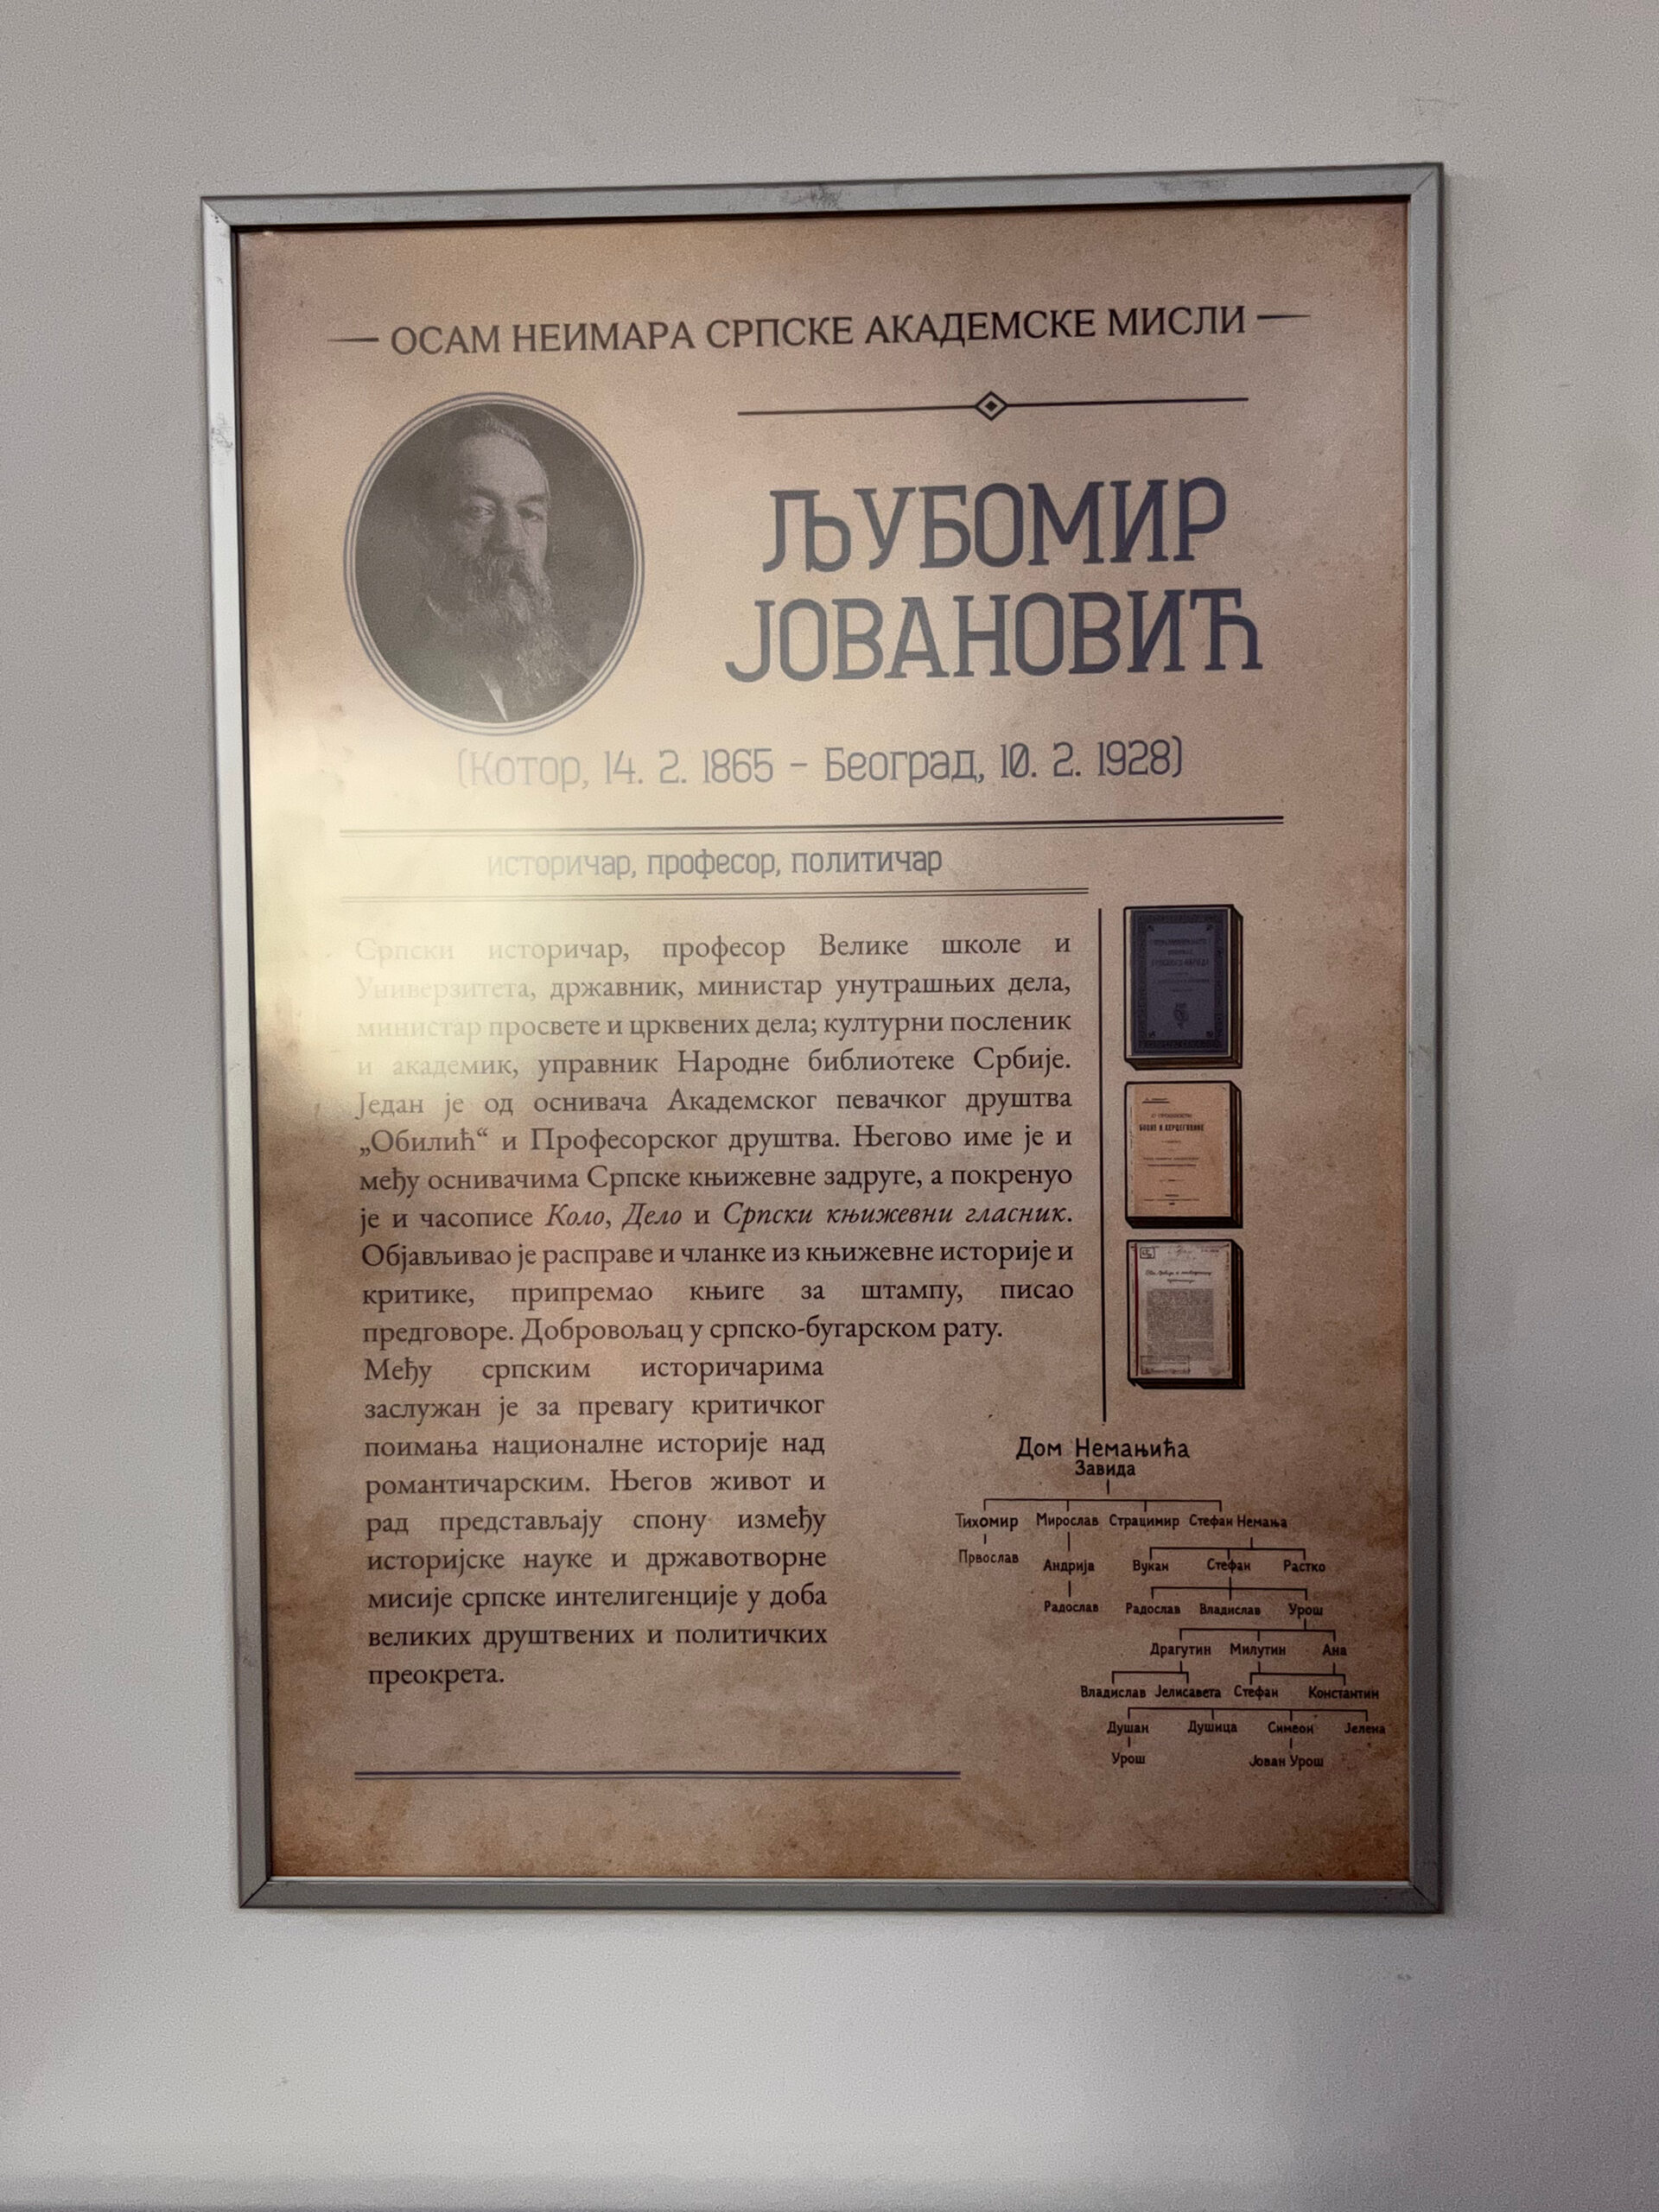 ОСАМ НЕИМАРА СРПСКЕ АКАДЕМСКЕ МИСЛИ
ЉУБОМИР
ЈОВАНОВИЋ
(Котор, 14. 2. 1865 – Београд, 10. 2. 1928)
историчар, професор, политичар
Српски историчар, професор Велике школе и
Универзитета, државник, министар унутрашњих дела,
министар просвете и црквених дела; културни посленик
и академик, управник Народне библиотеке Србије.
Један је од оснивача Академског певачког друштва
„Обилић“ и Професорског друштва. Његово име је и
међу оснивачима Српске књижевне задруге, а покренуо
је и часописе Коло, Дело и Српски књижевни гласник.
Објављивао је расправе и чланке из књижевне историје и
критике, припремао књиге за штампу, писао
предговоре. Добровољац у српско-бугарском рату.
Међу српским историчарима
заслужан је за превагу критичког
поимања националне историје над
романтичарским. Његов живот и
рад представљају спону између
историјске науке и државотворне
мисије српске интелигенције у доба
великих друштвених и политичких
преокрета.
БОСНЕ И ХЕРЦЕГОВИНЕ
Дом Немањића
Завида
Тихомир Мирослав Страцимир Стефан Немања
Првослав Андрија Вукан Стефан Растко
Радослав Радослав Владислав Урош
Драгутин Милутин Ана
Владислав Јелисавета Стефан Константин
Душан Душица Симеон Јелена
Урош Јован Урош